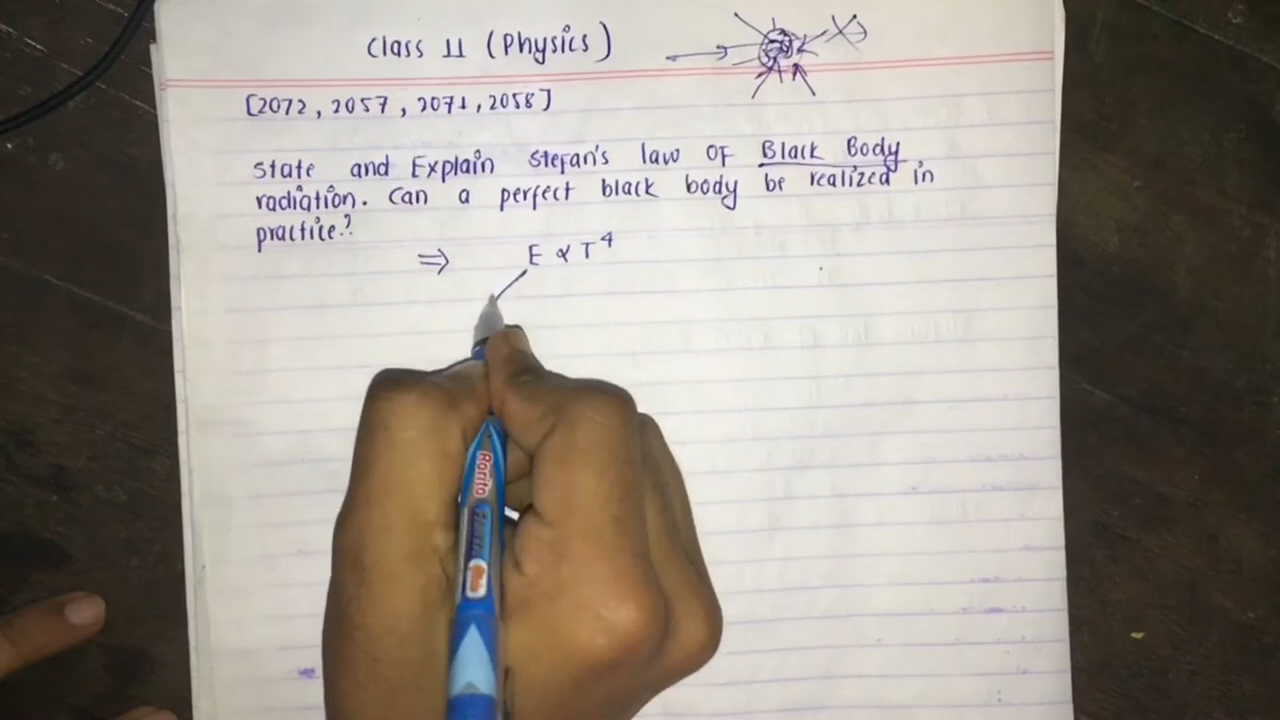 Class 11 (Physics)
[2072, 2057, 2071, 2058]
State and Explain Stefan's law OF Black Body
radiation. Can a perfect black body be realized in
practice?
⇒ E ∝ T⁴
Rorito